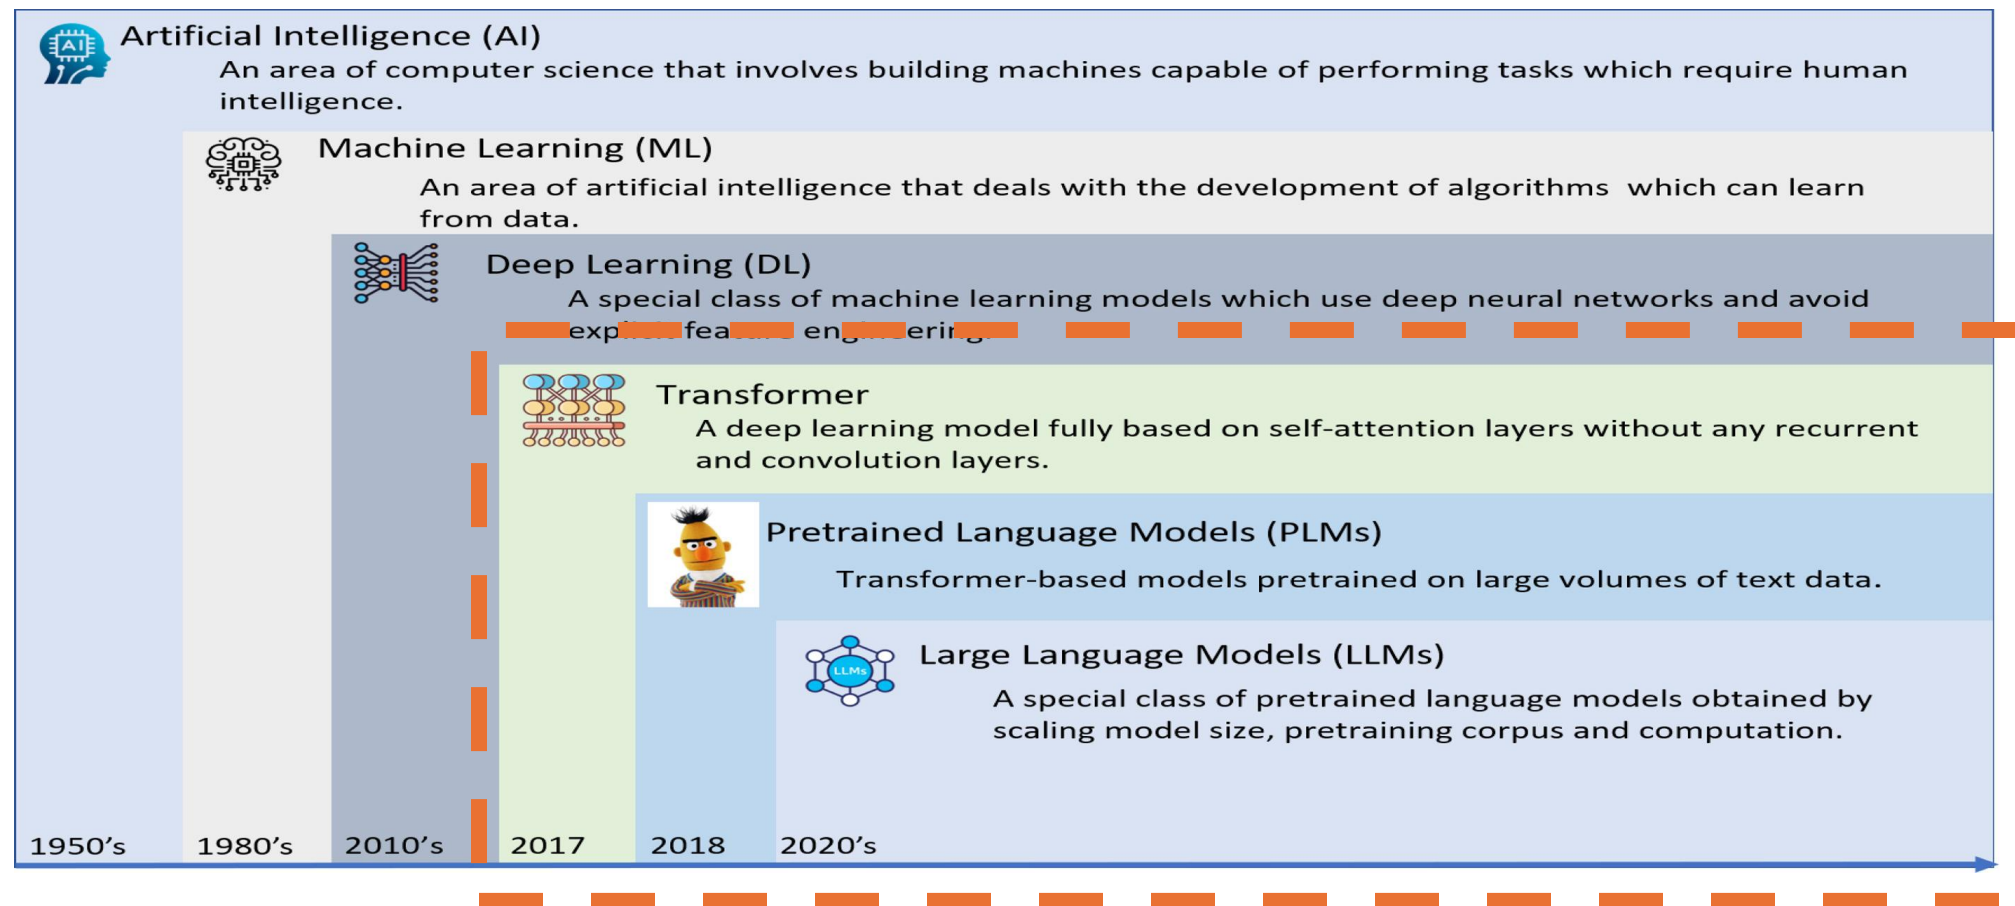 AI
Artificial Intelligence (AI)
An area of computer science that involves building machines capable of performing tasks which require human
intelligence.
Machine Learning (ML)
An area of artificial intelligence that deals with the development of algorithms which can learn
from data.
Deep Learning (DL)
A special class of machine learning models which use deep neural networks and avoid
explicit feature engineering.
Transformer
A deep learning model fully based on self-attention layers without any recurrent
and convolution layers.
Pretrained Language Models (PLMs)
Transformer-based models pretrained on large volumes of text data.
LLMs
Large Language Models (LLMs)
A special class of pretrained language models obtained by
scaling model size, pretraining corpus and computation.
1950's 1980's 2010's 2017 2018 2020's